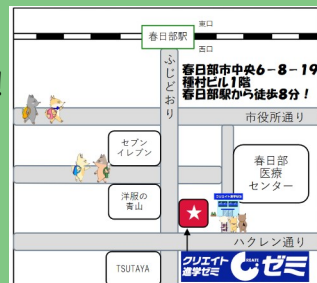 東口
春日部駅
西口
ふじどおり
春日部市中央6-8-19
種村ビル1階
春日部駅から徒歩8分!
市役所通り
セブン
イレブン
春日部
医療
センター
洋服の
青山
ハクレン通り
TSUTAYA
クリエイト
進学ゼミ
CREATE
ゼミ